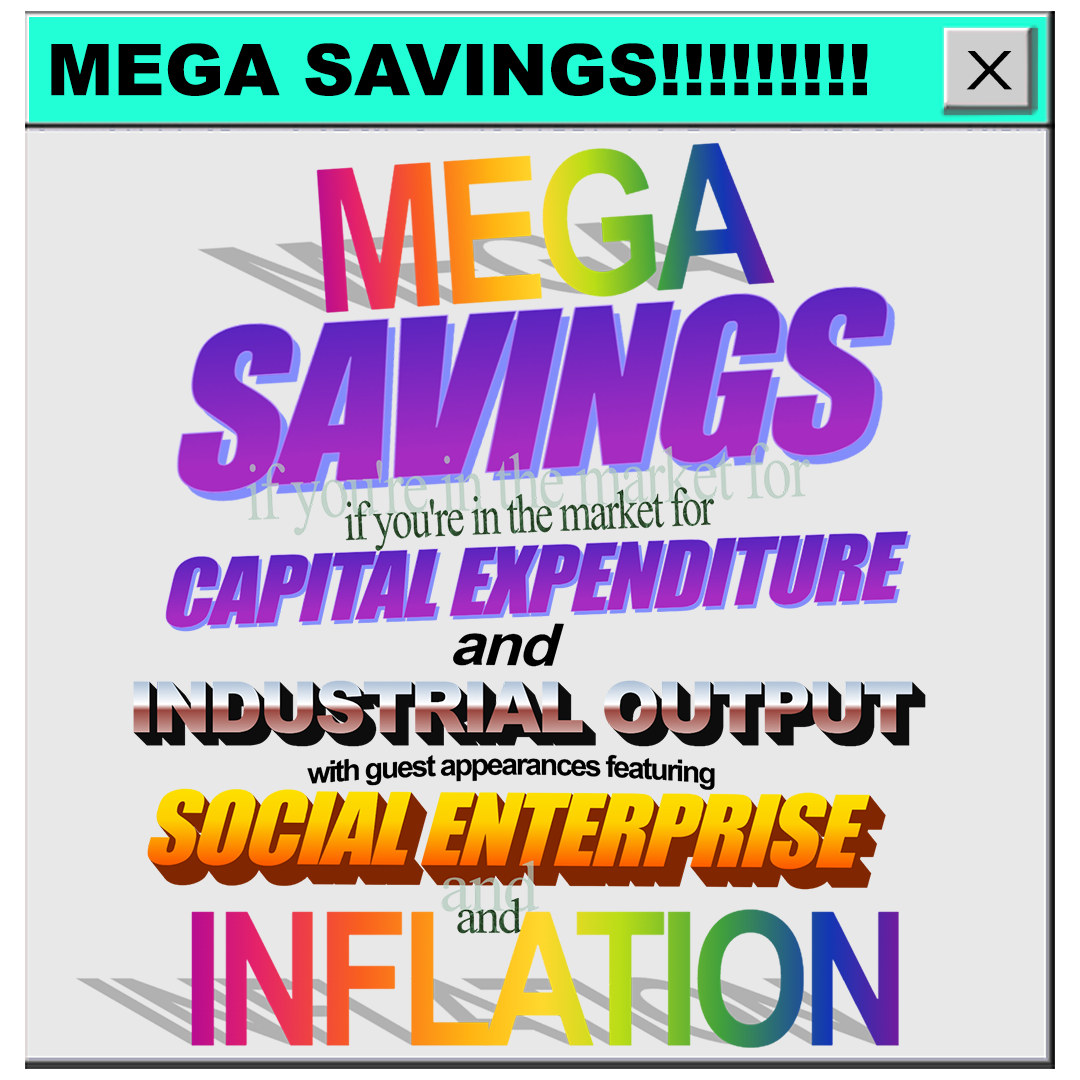 MEGA SAVINGS!!!!!!!!!
X
MEGA
SAVINGS
if you're in the market for
if you're in the market for
CAPITAL EXPENDITURE
and
INDUSTRIAL OUTPUT
with guest appearances featuring
SOCIAL ENTERPRISE
and
and
INFLATION